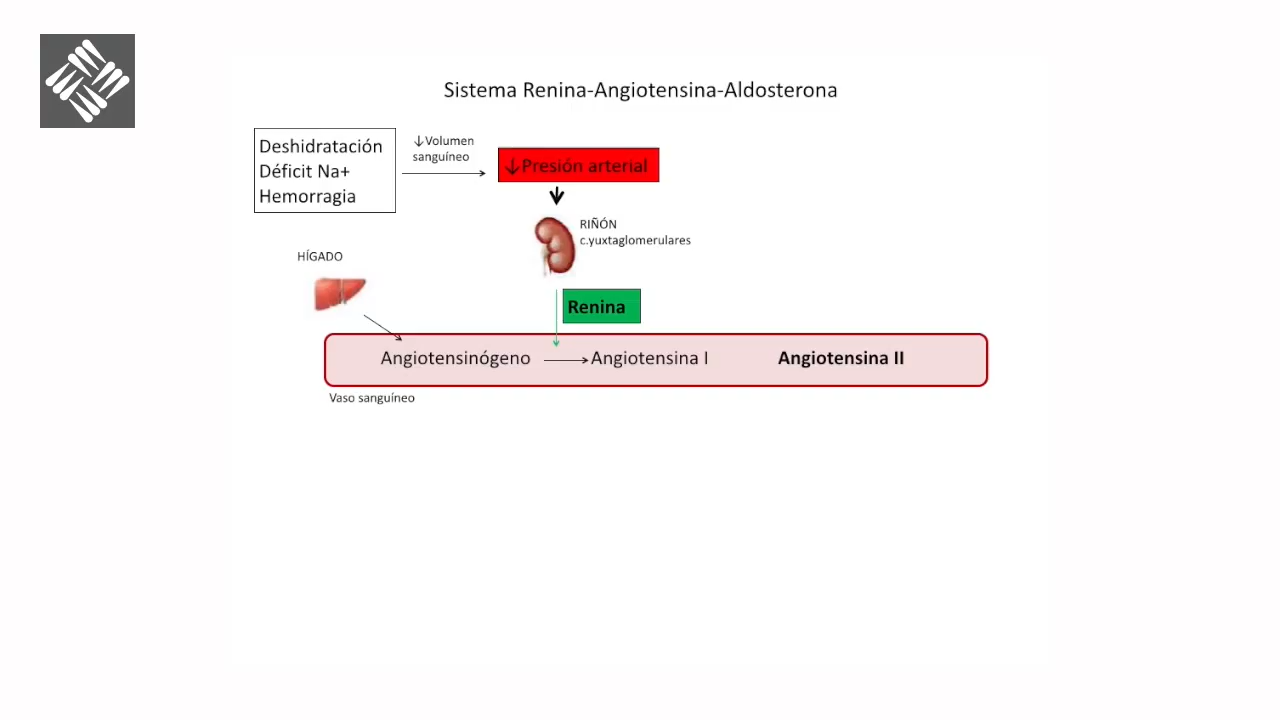 Sistema Renina-Angiotensina-Aldosterona
Deshidratación
Déficit Na+
Hemorragia
↓Volumen
sanguíneo
↓Presión arterial
RIÑÓN
c.yuxtaglomerulares
HÍGADO
Renina
Angiotensinógeno
Angiotensina I
Angiotensina II
Vaso sanguíneo